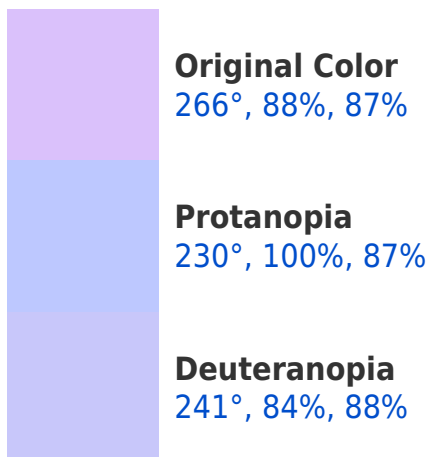 Original Color
266°, 88%, 87%
Protanopia
230°, 100%, 87%
Deuteranopia
241°, 84%, 88%